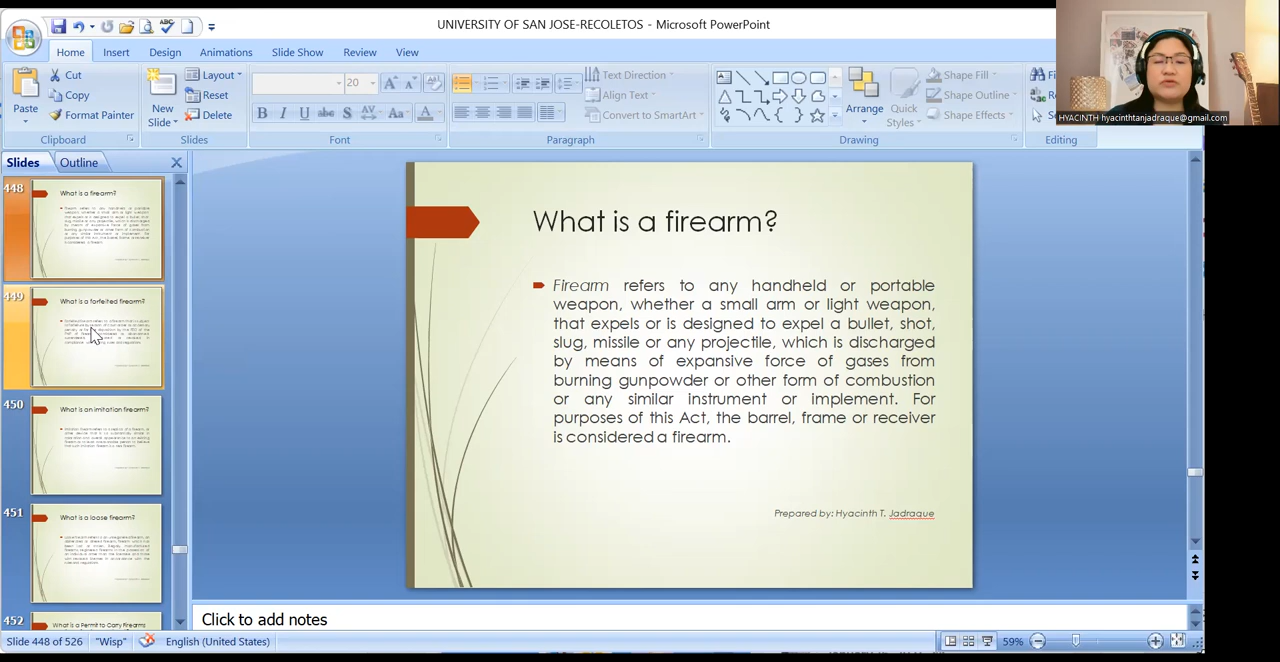 UNIVERSITY OF SAN JOSE-RECOLETOS - Microsoft PowerPoint
Home Insert Design Animations Slide Show Review View
Paste
Cut
Copy
Format Painter
Clipboard
New
Slide
Layout
Reset
Delete
Slides
20
B I U abc S AV Aa A
Font
Text Direction
Align Text
Convert to SmartArt
Paragraph
Arrange
Quick
Styles
Shape Fill
Shape Outline
Shape Effects
Drawing
Editing
HYACINTH hyacinthtanjadraque@gmail.com
Slides Outline
448
What is a firearm?
449
What is a forfeited firearm?
450
What is an imitation firearm?
451
What is a loose firearm?
452
What is a Permit to Carry Firearms
What is a firearm?
Firearm refers to any handheld or portable
weapon, whether a small arm or light weapon,
that expels or is designed to expel a bullet, shot,
slug, missile or any projectile, which is discharged
by means of expansive force of gases from
burning gunpowder or other form of combustion
or any similar instrument or implement. For
purposes of this Act, the barrel, frame or receiver
is considered a firearm.
Prepared by: Hyacinth T. Jadraque
Click to add notes
Slide 448 of 526 "Wisp" English (United States) 59%